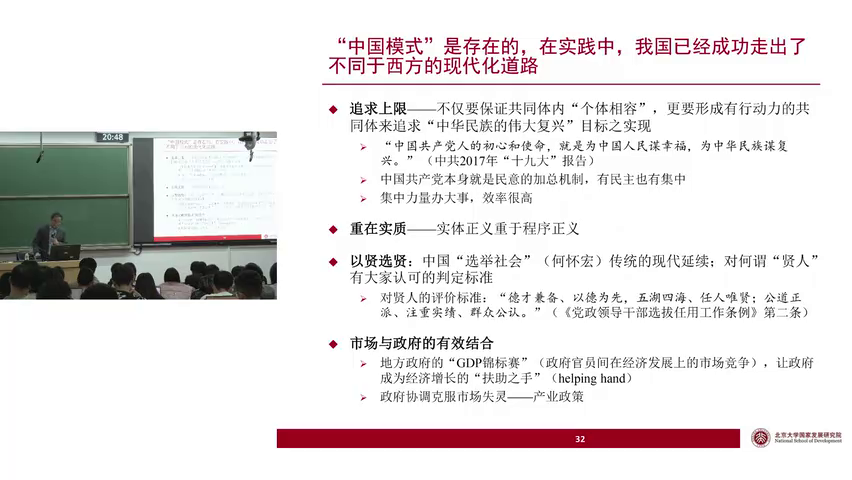 “中国模式”是存在的，在实践中，我国已经成功走出了
不同于西方的现代化道路
追求上限——不仅要保证共同体内“个体相容”，更要形成有行动力的共
同体来追求“中华民族的伟大复兴”目标之实现
“中国共产党人的初心和使命，就是为中国人民谋幸福，为中华民族谋复
兴。”（中共2017年“十九大”报告）
中国共产党本身就是民意的加总机制，有民主也有集中
集中力量办大事，效率很高
重在实质——实体正义重于程序正义
以贤选贤：中国“选举社会”（何怀宏）传统的现代延续；对何谓“贤人”
有大家认可的判定标准
对贤人的评价标准：“德才兼备、以德为先，五湖四海、任人唯贤；公道正
派、注重实绩、群众公认。”（《党政领导干部选拔任用工作条例》第二条）
市场与政府的有效结合
地方政府的“GDP锦标赛”（政府官员间在经济发展上的市场竞争），让政府
成为经济增长的“扶助之手”（helping hand）
政府协调克服市场失灵——产业政策
32
北京大学国家发展研究院
National School of Development
20:48